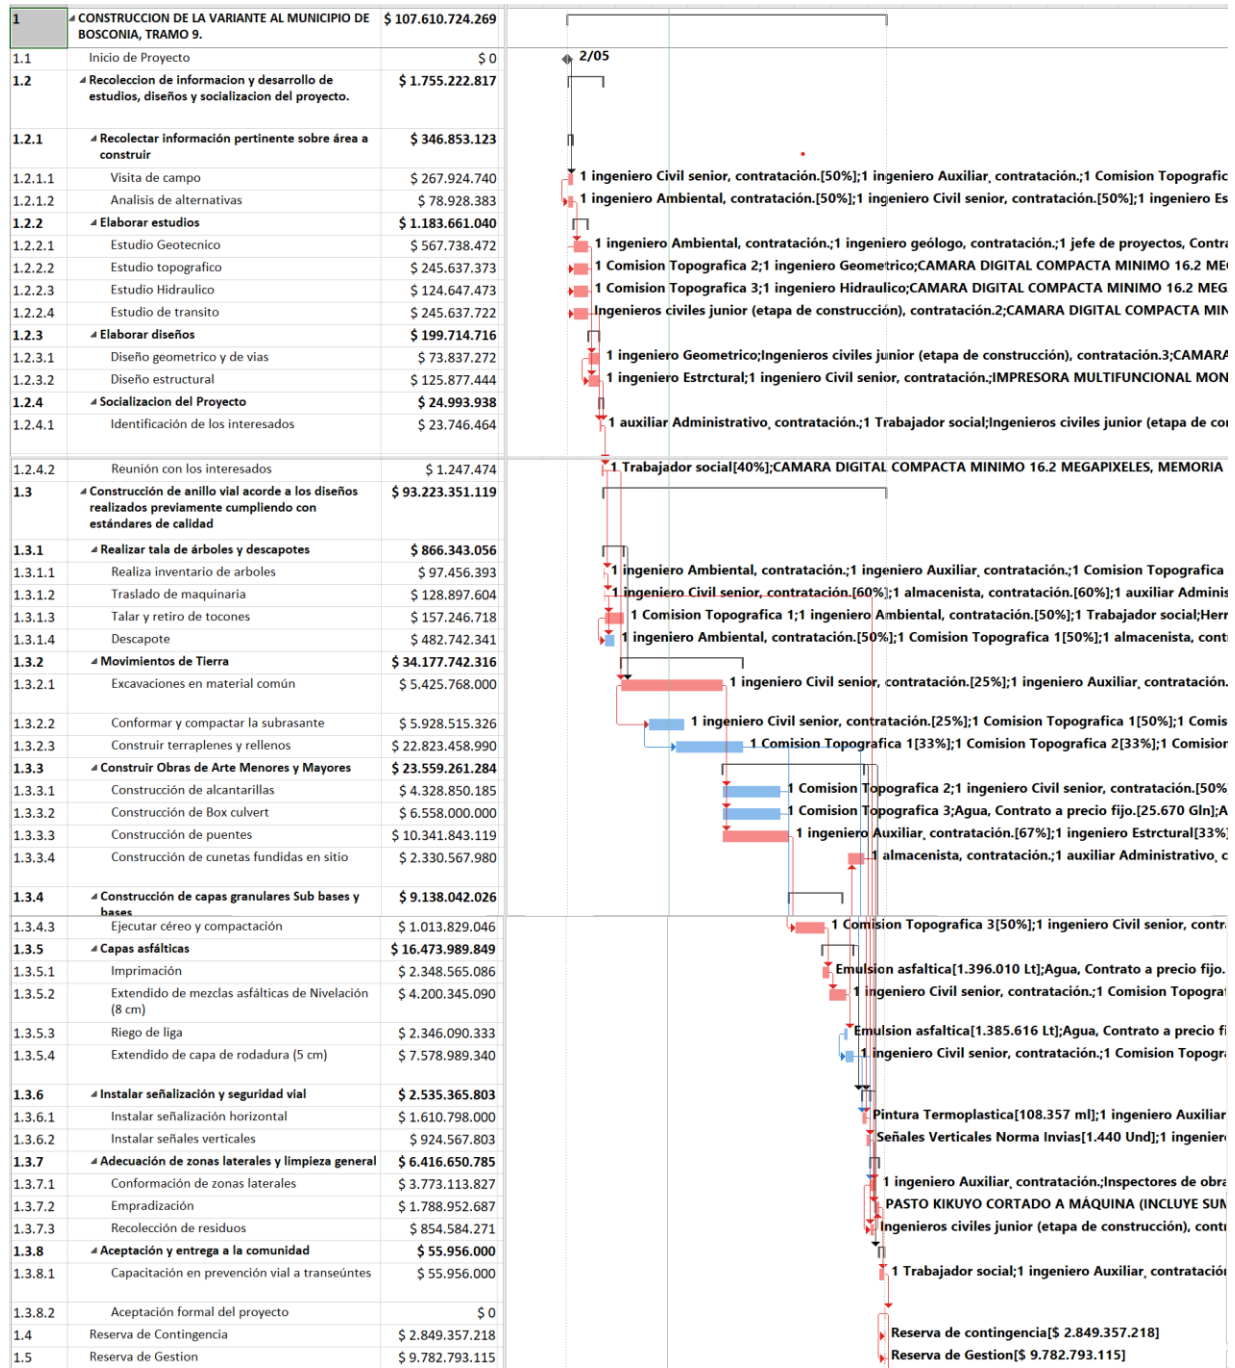 1 CONSTRUCCION DE LA VARIANTE AL MUNICIPIO DE $ 107.610.724.269
BOSCONIA, TRAMO 9.
1.1 Inicio de Proyecto $ 0 2/05
1.2 Recoleccion de informacion y desarrollo de $ 1.755.222.817
estudios, diseños y socializacion del proyecto.
1.2.1 Recolectar información pertinente sobre área a $ 346.853.123
construir
1.2.1.1 Visita de campo $ 267.924.740 1 ingeniero Civil senior, contratación.[50%];1 ingeniero Auxiliar, contratación.;1 Comision Topografic
1.2.1.2 Analisis de alternativas $ 78.928.383 1 ingeniero Ambiental, contratación.[50%];1 ingeniero Civil senior, contratación.[50%];1 ingeniero Es
1.2.2 Elaborar estudios $ 1.183.661.040
1.2.2.1 Estudio Geotecnico $ 567.738.472 1 ingeniero Ambiental, contratación.;1 ingeniero geólogo, contratación.;1 jefe de proyectos, Contra
1.2.2.2 Estudio topografico $ 245.637.373 1 Comision Topografica 2;1 ingeniero Geometrico;CAMARA DIGITAL COMPACTA MINIMO 16.2 ME
1.2.2.3 Estudio Hidraulico $ 124.647.473 1 Comision Topografica 3;1 ingeniero Hidraulico;CAMARA DIGITAL COMPACTA MINIMO 16.2 MEG
1.2.2.4 Estudio de transito $ 245.637.722 Ingenieros civiles junior (etapa de construcción), contratación.2;CAMARA DIGITAL COMPACTA MIN
1.2.3 Elaborar diseños $ 199.714.716
1.2.3.1 Diseño geometrico y de vias $ 73.837.272 1 ingeniero Geometrico;Ingenieros civiles junior (etapa de construcción), contratación.3;CAMARA
1.2.3.2 Diseño estructural $ 125.877.444 1 ingeniero Estrctural;1 ingeniero Civil senior, contratación.;IMPRESORA MULTIFUNCIONAL MON
1.2.4 Socializacion del Proyecto $ 24.993.938
1.2.4.1 Identificación de los interesados $ 23.746.464 1 auxiliar Administrativo, contratación.;1 Trabajador social;Ingenieros civiles junior (etapa de co
1.2.4.2 Reunión con los interesados $ 1.247.474 1 Trabajador social[40%];CAMARA DIGITAL COMPACTA MINIMO 16.2 MEGAPIXELES, MEMORIA
1.3 Construcción de anillo vial acorde a los diseños $ 93.223.351.119
realizados previamente cumpliendo con
estándares de calidad
1.3.1 Realizar tala de árboles y descapotes $ 866.343.056
1.3.1.1 Realiza inventario de arboles $ 97.456.393 1 ingeniero Ambiental, contratación.;1 ingeniero Auxiliar, contratación.;1 Comision Topografica
1.3.1.2 Traslado de maquinaria $ 128.897.604 1 ingeniero Civil senior, contratación.[60%];1 almacenista, contratación.[60%];1 auxiliar Adminis
1.3.1.3 Talar y retiro de tocones $ 157.246.718 1 Comision Topografica 1;1 ingeniero Ambiental, contratación.[50%];1 Trabajador social;Herr
1.3.1.4 Descapote $ 482.742.341 1 ingeniero Ambiental, contratación.[50%];1 Comision Topografica 1[50%];1 almacenista, cont
1.3.2 Movimientos de Tierra $ 34.177.742.316
1.3.2.1 Excavaciones en material común $ 5.425.768.000 1 ingeniero Civil senior, contratación.[25%];1 ingeniero Auxiliar, contratación.
1.3.2.2 Conformar y compactar la subrasante $ 5.928.515.326 1 ingeniero Civil senior, contratación.[25%];1 Comision Topografica 1[50%];1 Comis
1.3.2.3 Construir terraplenes y rellenos $ 22.823.458.990 1 Comision Topografica 1[33%];1 Comision Topografica 2[33%];1 Comision
1.3.3 Construir Obras de Arte Menores y Mayores $ 23.559.261.284
1.3.3.1 Construcción de alcantarillas $ 4.328.850.185 1 Comision Topografica 2;1 ingeniero Civil senior, contratación.[50%
1.3.3.2 Construcción de Box culvert $ 6.558.000.000 1 Comision Topografica 3;Agua, Contrato a precio fijo.[25.670 Gln];A
1.3.3.3 Construcción de puentes $ 10.341.843.119 1 ingeniero Auxiliar, contratación.[67%];1 ingeniero Estrctural[33%]
1.3.3.4 Construcción de cunetas fundidas en sitio $ 2.330.567.980 1 almacenista, contratación.;1 auxiliar Administrativo, c
1.3.4 Construcción de capas granulares Sub bases y $ 9.138.042.026
bases
1.3.4.3 Ejecutar céreo y compactación $ 1.013.829.046 1 Comision Topografica 3[50%];1 ingeniero Civil senior, contr
1.3.5 Capas asfálticas $ 16.473.989.849
1.3.5.1 Imprimación $ 2.348.565.086 Emulsion asfaltica[1.396.010 Lt];Agua, Contrato a precio fijo.
1.3.5.2 Extendido de mezclas asfálticas de Nivelación $ 4.200.345.090 1 ingeniero Civil senior, contratación.;1 Comision Topogra
(8 cm)
1.3.5.3 Riego de liga $ 2.346.090.333 Emulsion asfaltica[1.385.616 Lt];Agua, Contrato a precio fi
1.3.5.4 Extendido de capa de rodadura (5 cm) $ 7.578.989.340 1 ingeniero Civil senior, contratación.;1 Comision Topogr
1.3.6 Instalar señalización y seguridad vial $ 2.535.365.803
1.3.6.1 Instalar señalización horizontal $ 1.610.798.000 Pintura Termoplastica[108.357 ml];1 ingeniero Auxiliar
1.3.6.2 Instalar señales verticales $ 924.567.803 Señales Verticales Norma Invias[1.440 Und];1 ingenier
1.3.7 Adecuación de zonas laterales y limpieza general $ 6.416.650.785
1.3.7.1 Conformación de zonas laterales $ 3.773.113.827 1 ingeniero Auxiliar, contratación.;Inspectores de obra
1.3.7.2 Empradización $ 1.788.952.687 PASTO KIKUYO CORTADO A MÁQUINA (INCLUYE SUM
1.3.7.3 Recolección de residuos $ 854.584.271 Ingenieros civiles junior (etapa de construcción), cont
1.3.8 Aceptación y entrega a la comunidad $ 55.956.000
1.3.8.1 Capacitación en prevención vial a transeúntes $ 55.956.000 1 Trabajador social;1 ingeniero Auxiliar, contratación
1.3.8.2 Aceptación formal del proyecto $ 0
1.4 Reserva de Contingencia $ 2.849.357.218 Reserva de contingencia[$ 2.849.357.218]
1.5 Reserva de Gestion $ 9.782.793.115 Reserva de Gestion[$ 9.782.793.115]